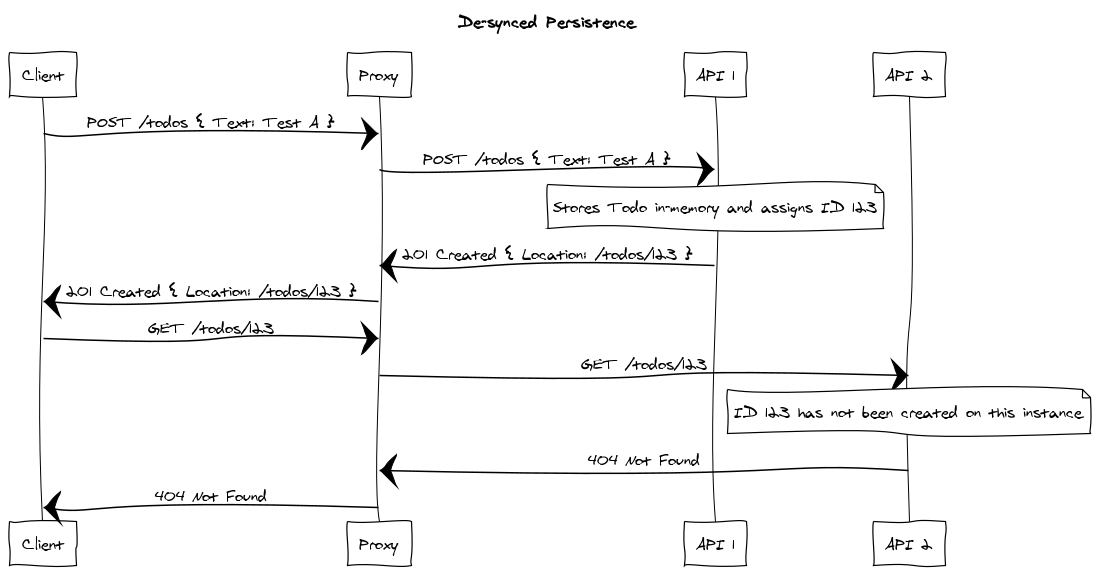 De-synced Persistence
Client
Proxy
API 1
API 2
POST /todos { Text: Test A }
POST /todos { Text: Test A }
Stores Todo in-memory and assigns ID 123
201 Created { Location: /todos/123 }
201 Created { Location: /todos/123 }
GET /todos/123
GET /todos/123
ID 123 has not been created on this instance
404 Not Found
404 Not Found
Client
Proxy
API 1
API 2